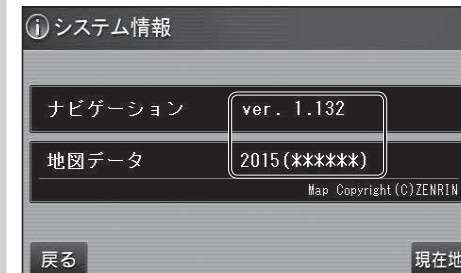 システム情報
ナビゲーション ver. 1.132
地図データ 2015(******)
Map Copyright(C)ZENRIN
戻る 現在地